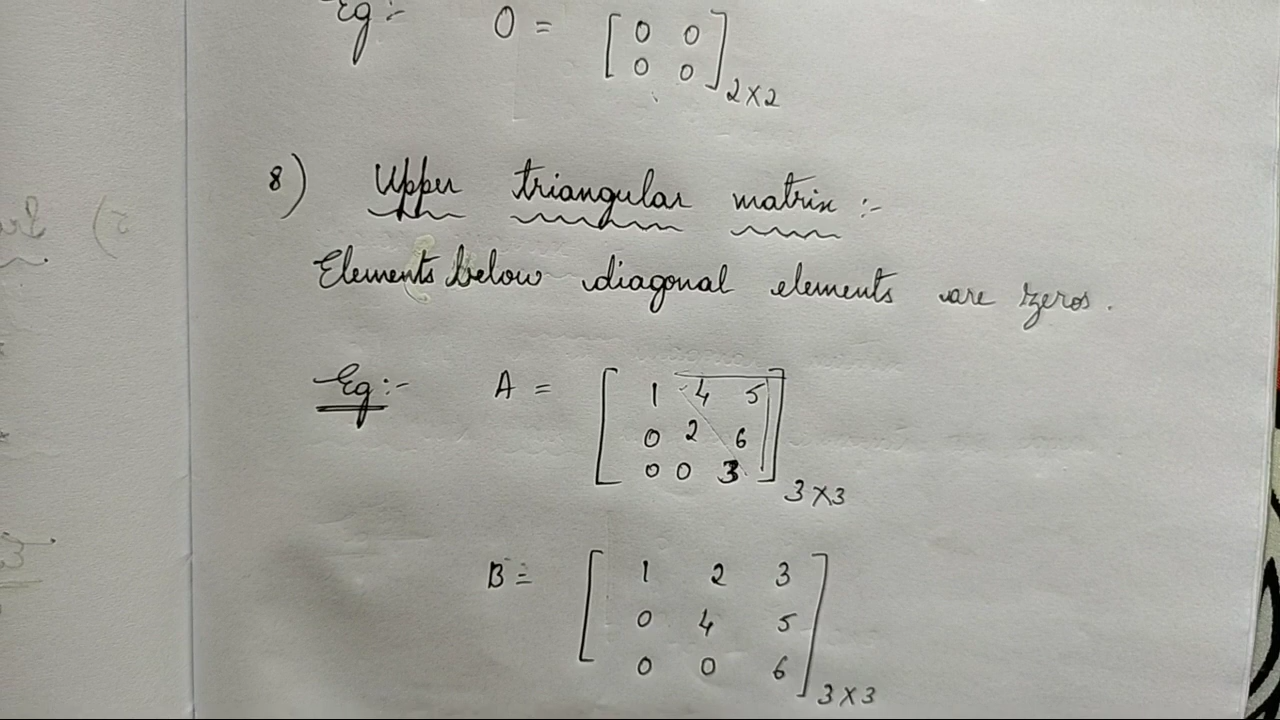 Eg :- O = [ 0 0
0 0 ] 2×2
8) Upper triangular matrix :-
Elements below diagonal elements are zeros.
Eg :- A = [ 1 4 5
0 2 6
0 0 3 ] 3×3
B = [ 1 2 3
0 4 5
0 0 6 ] 3×3